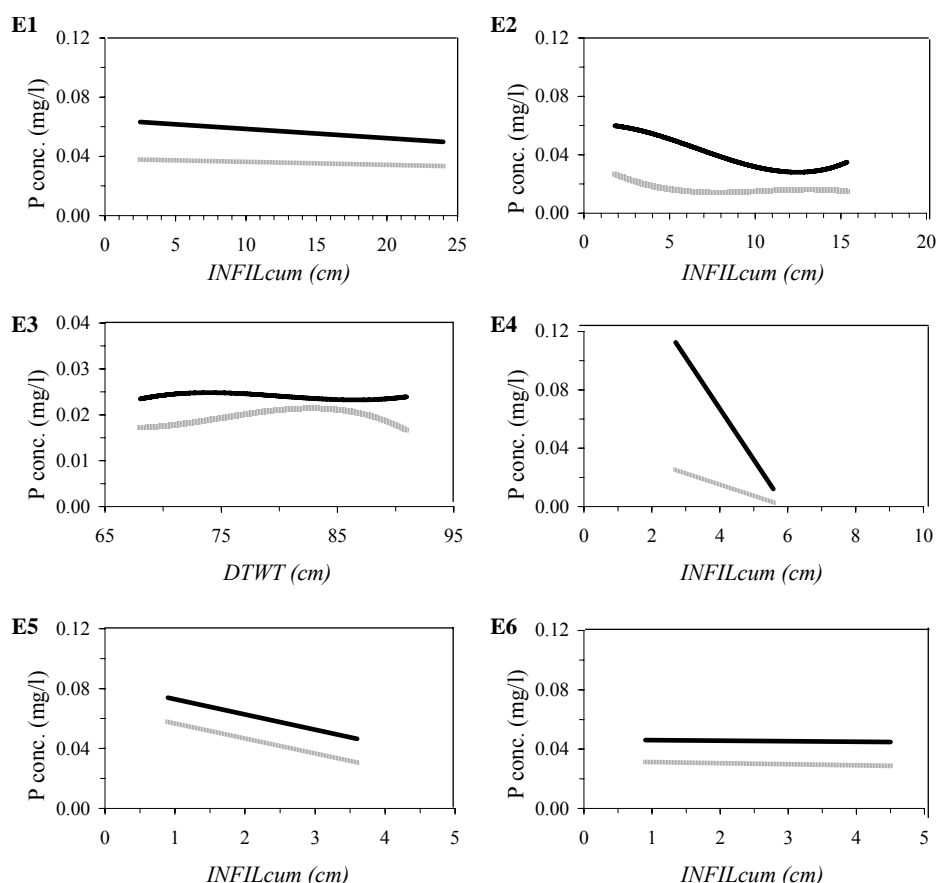 E1
P conc. (mg/l)
0.12
0.08
0.04
0.00
0 5 10 15 20 25
INFILcum (cm)
E2
P conc. (mg/l)
0.12
0.08
0.04
0.00
0 5 10 15 20
INFILcum (cm)
E3
P conc. (mg/l)
0.04
0.03
0.02
0.01
0.00
65 75 85 95
DTWT (cm)
E4
P conc. (mg/l)
0.12
0.08
0.04
0.00
0 2 4 6 8 10
INFILcum (cm)
E5
P conc. (mg/l)
0.12
0.08
0.04
0.00
0 1 2 3 4 5
INFILcum (cm)
E6
P conc. (mg/l)
0.12
0.08
0.04
0.00
0 1 2 3 4 5
INFILcum (cm)